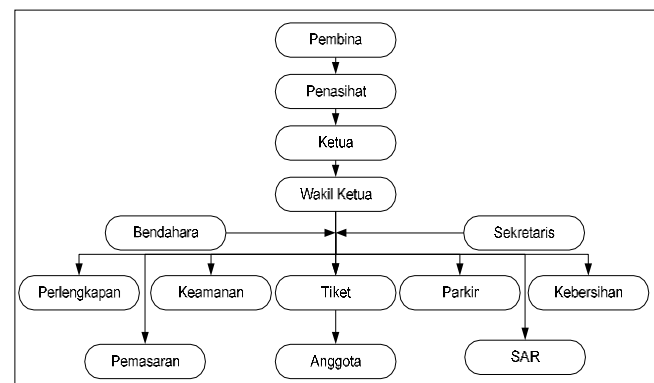 Pembina
Penasihat
Ketua
Wakil Ketua
Bendahara
Sekretaris
Perlengkapan
Keamanan
Tiket
Parkir
Kebersihan
Pemasaran
Anggota
SAR